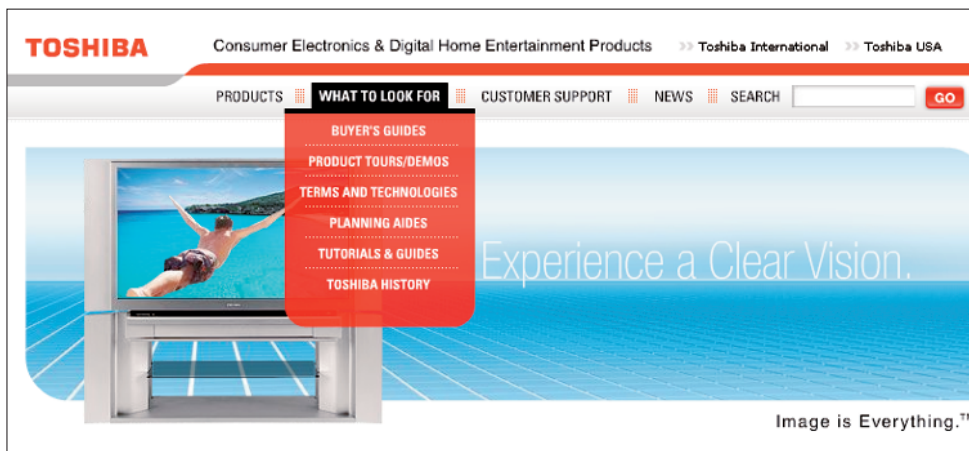 TOSHIBA
Consumer Electronics & Digital Home Entertainment Products
Toshiba International
Toshiba USA
PRODUCTS
WHAT TO LOOK FOR
CUSTOMER SUPPORT
NEWS
SEARCH
GO
BUYER'S GUIDES
PRODUCT TOURS/DEMOS
TERMS AND TECHNOLOGIES
PLANNING AIDES
TUTORIALS & GUIDES
TOSHIBA HISTORY
Experience a Clear Vision.
Image is Everything.™